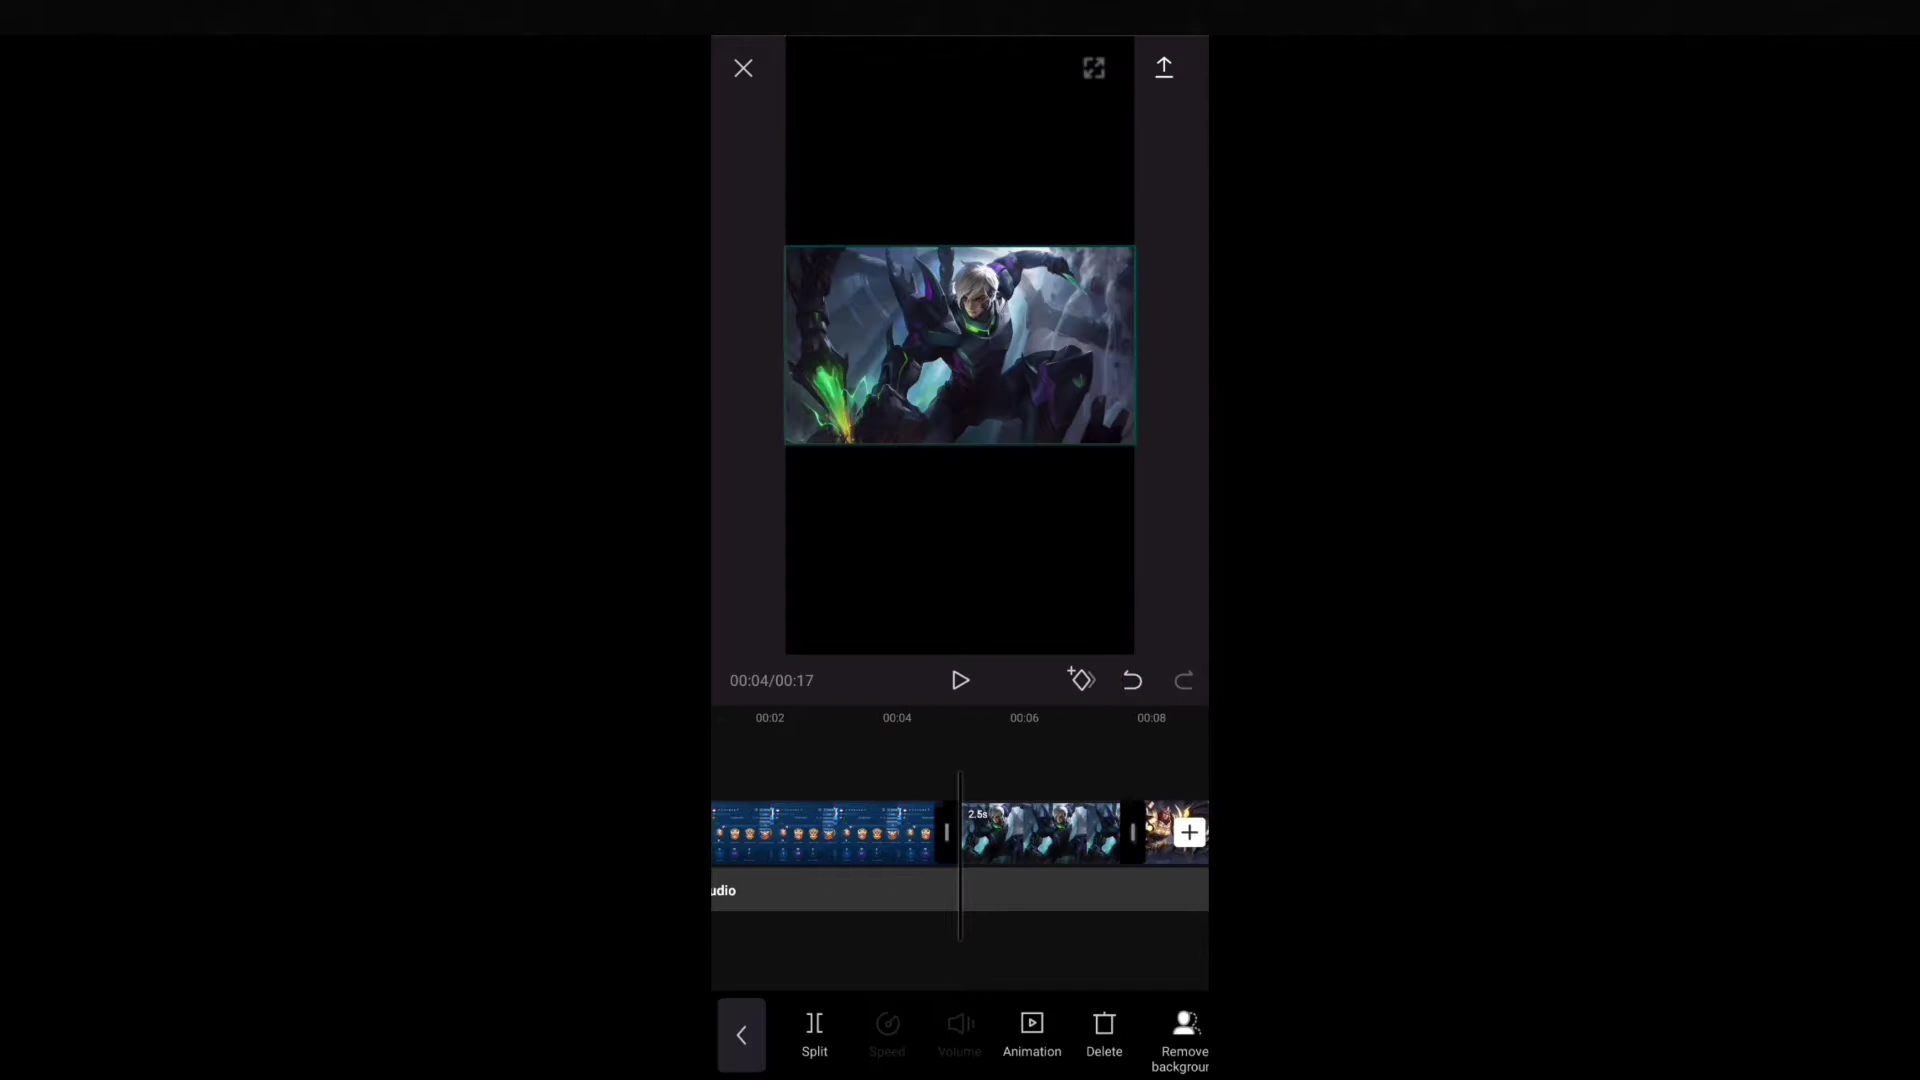 00:04/00:17
00:02 00:04 00:06 00:08
2.5s
udio
Split Speed Volume Animation Delete Remove
backgrour